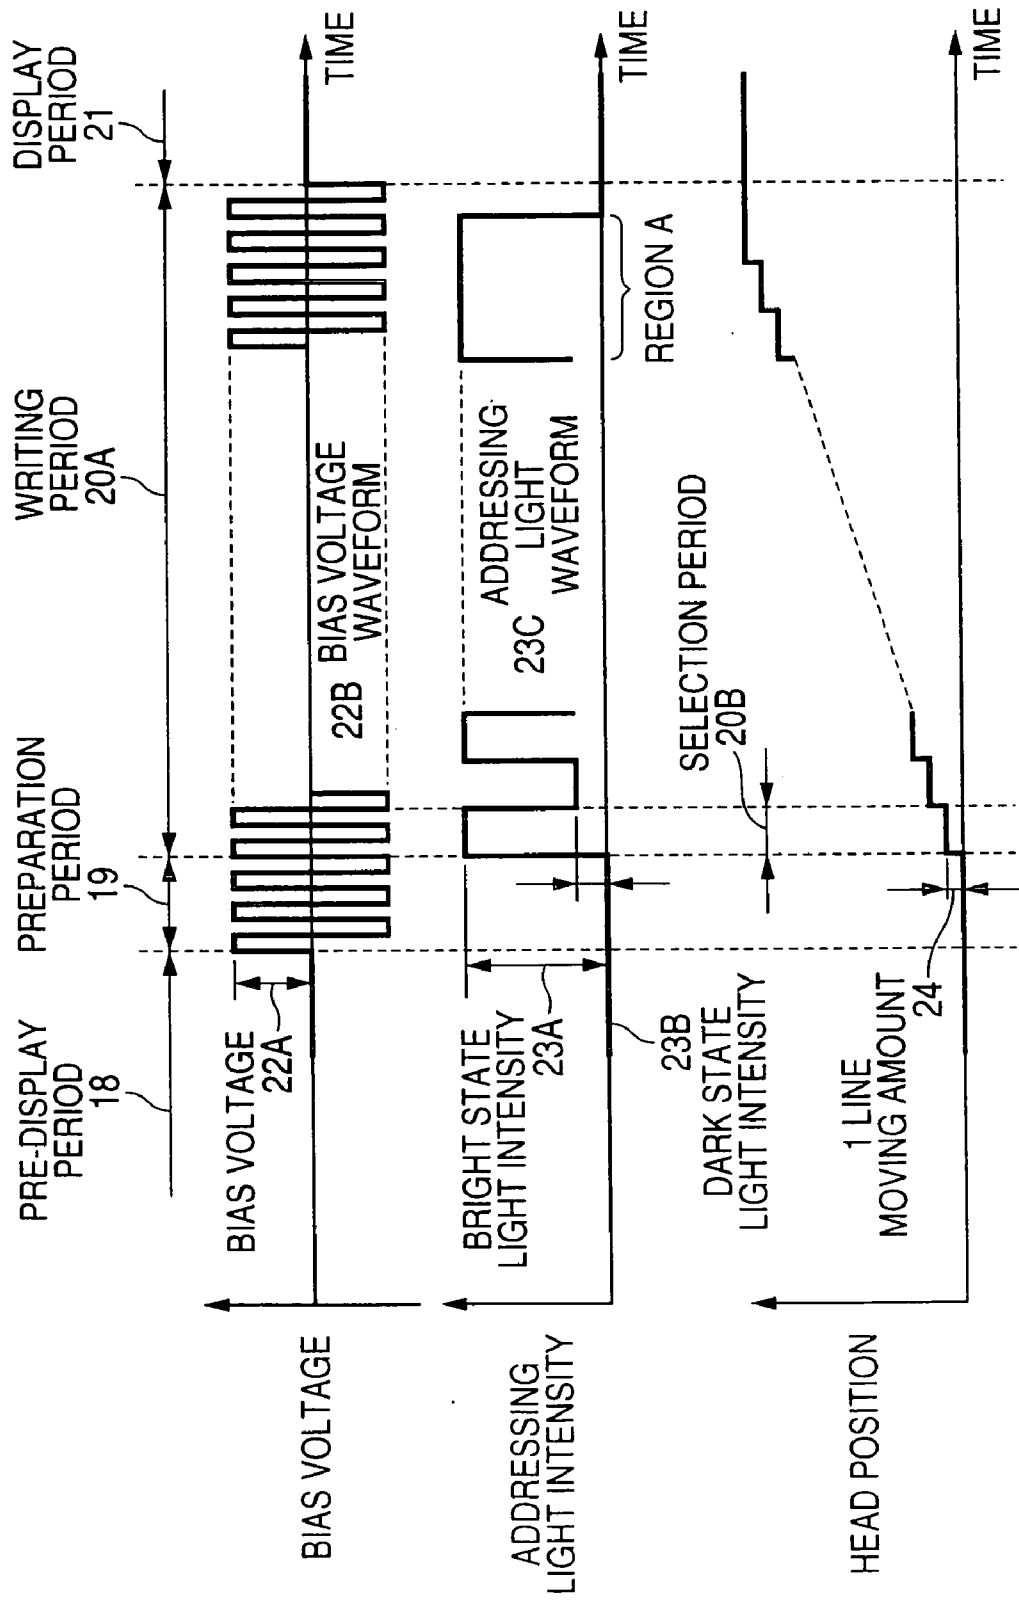 PRE-DISPLAY
PERIOD
18
PREPARATION
PERIOD
19
WRITING
PERIOD
20A
DISPLAY
PERIOD
21
BIAS VOLTAGE
BIAS VOLTAGE
22A
22B
BIAS VOLTAGE
WAVEFORM
TIME
ADDRESSING
LIGHT INTENSITY
BRIGHT STATE
LIGHT INTENSITY
23A
23B
23C
ADDRESSING
LIGHT
WAVEFORM
REGION A
TIME
DARK STATE
LIGHT INTENSITY
SELECTION PERIOD
20B
HEAD POSITION
1 LINE
MOVING AMOUNT
24
TIME